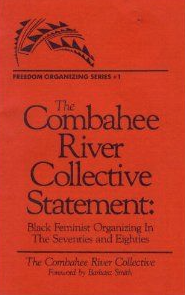 FREEDOM ORGANIZING SERIES #1
The
Combahee
River
Collective
Statement:
Black Feminist Organizing In
The Seventies and Eighties
The Combahee River Collective
Foreword by Barbara Smith